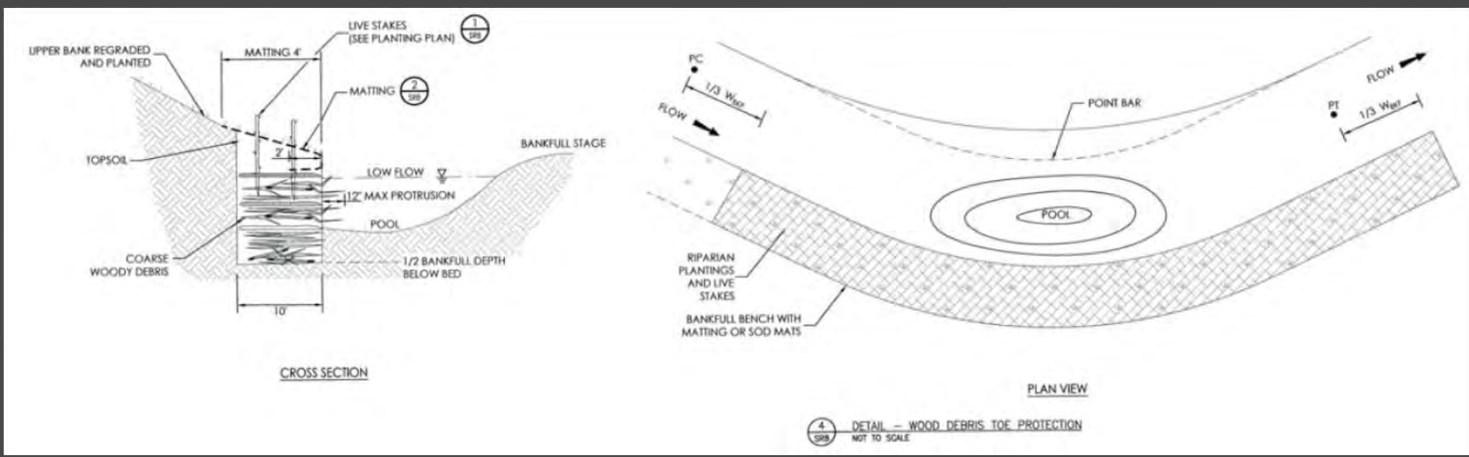 LIVE STAKES
(SEE PLANTING PLAN)
1
SRB
UPPER BANK REGRADED
AND PLANTED
MATTING 4'
MATTING
2
SRB
TOPSOIL
2'
BANKFULL STAGE
LOW FLOW
12" MAX PROTRUSION
POOL
COARSE
WOODY DEBRIS
1/2 BANKFULL DEPTH
BELOW BED
10'
CROSS SECTION
PC
1/3 WBKF
FLOW
POINT BAR
FLOW
PT
1/3 WBKF
POOL
RIPARIAN
PLANTINGS
AND LIVE
STAKES
BANKFULL BENCH WITH
MATTING OR SOD MATS
PLAN VIEW
4
SRB
DETAIL – WOOD DEBRIS TOE PROTECTION
NOT TO SCALE